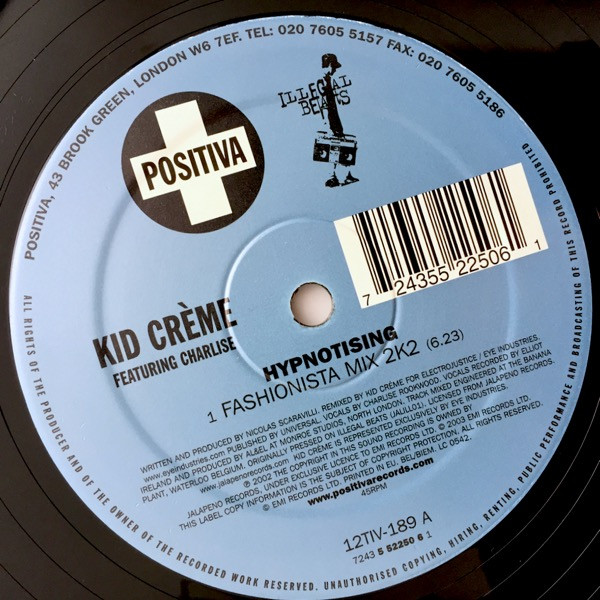 POSITIVA, 43 BROOK GREEN, LONDON W6 7EF. TEL: 020 7605 5157 FAX: 020 7605 5186
ILLEGAL
BEATS
POSITIVA
7 24355 22506 1
KID CRÈME
FEATURING CHARLISE
HYPNOTISING
1 FASHIONISTA MIX 2K2 (6.23)
WRITTEN AND PRODUCED BY NICOLAS SCARAVILLI. REMIXED BY KID CRÈME FOR ELECTROJUSTICE / EYE INDUSTRIES.
www.eyeindustries.com PUBLISHED BY UNIVERSAL. VOCALS BY CHARLISE ROOKWOOD. VOCALS RECORDED BY ELLIOT
IRELAND AND PRODUCED BY AL/BEL AT MONROE STUDIOS, NORTH LONDON. TRACK MIXED ENGINEERED AT THE BANANA
PLANT, WATERLOO BELGIUM. ORIGINALLY PRESSED ON ILLEGAL BEATS (JALILL01). LICENSED FROM JALAPENO RECORDS.
www.jalapenorecords.com. KID CRÈME IS REPRESENTED EXCLUSIVELY BY EYE INDUSTRIES.
℗ 2002 THE COPYRIGHT IN THIS SOUND RECORDING IS OWNED BY
JALAPENO RECORDS, UNDER EXCLUSIVE LICENCE TO EMI RECORDS LTD. © 2003 EMI RECORDS LTD.
THIS LABEL COPY INFORMATION IS THE SUBJECT OF COPYRIGHT PROTECTION. ALL RIGHTS RESERVED.
© EMI RECORDS LTD. PRINTED IN EU. BEL/BIEM. LC 0542.
www.positivarecords.com
45RPM
12TIV-189 A
7243 5 52250 6 1
ALL RIGHTS OF THE PRODUCER AND OF THE OWNER OF THE RECORDED WORK RESERVED. UNAUTHORISED COPYING, HIRING, RENTING, PUBLIC PERFORMANCE AND BROADCASTING OF THIS RECORD PROHIBITED